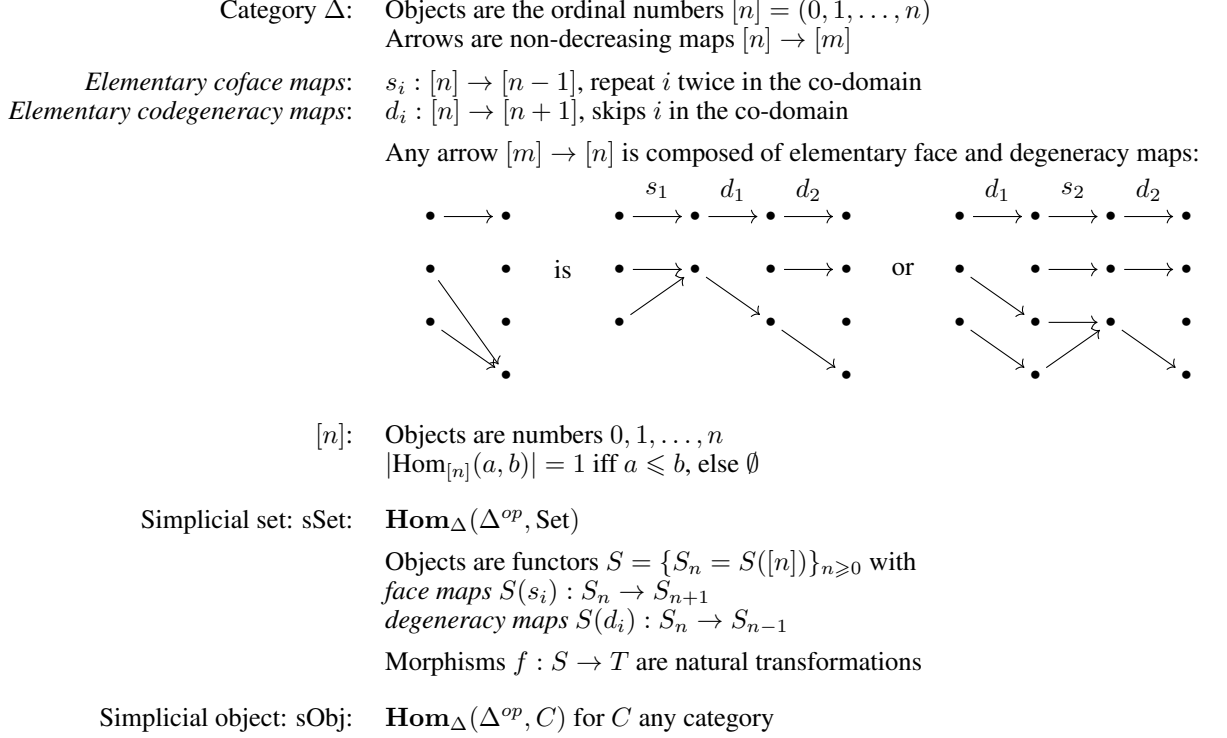 Category Δ: Objects are the ordinal numbers [n] = (0, 1, . . . , n)
Arrows are non-decreasing maps [n] → [m]
Elementary coface maps: s_i : [n] → [n − 1], repeat i twice in the co-domain
Elementary codegeneracy maps: d_i : [n] → [n + 1], skips i in the co-domain
Any arrow [m] → [n] is composed of elementary face and degeneracy maps:
s_1 d_1 d_2 d_1 s_2 d_2
is or
[n]: Objects are numbers 0, 1, . . . , n
|Hom_{[n]}(a, b)| = 1 iff a ⩽ b, else ∅
Simplicial set: sSet: Hom_Δ(Δ^{op}, Set)
Objects are functors S = {S_n = S([n])}_{n⩾0} with
face maps S(s_i) : S_n → S_{n+1}
degeneracy maps S(d_i) : S_n → S_{n−1}
Morphisms f : S → T are natural transformations
Simplicial object: sObj: Hom_Δ(Δ^{op}, C) for C any category